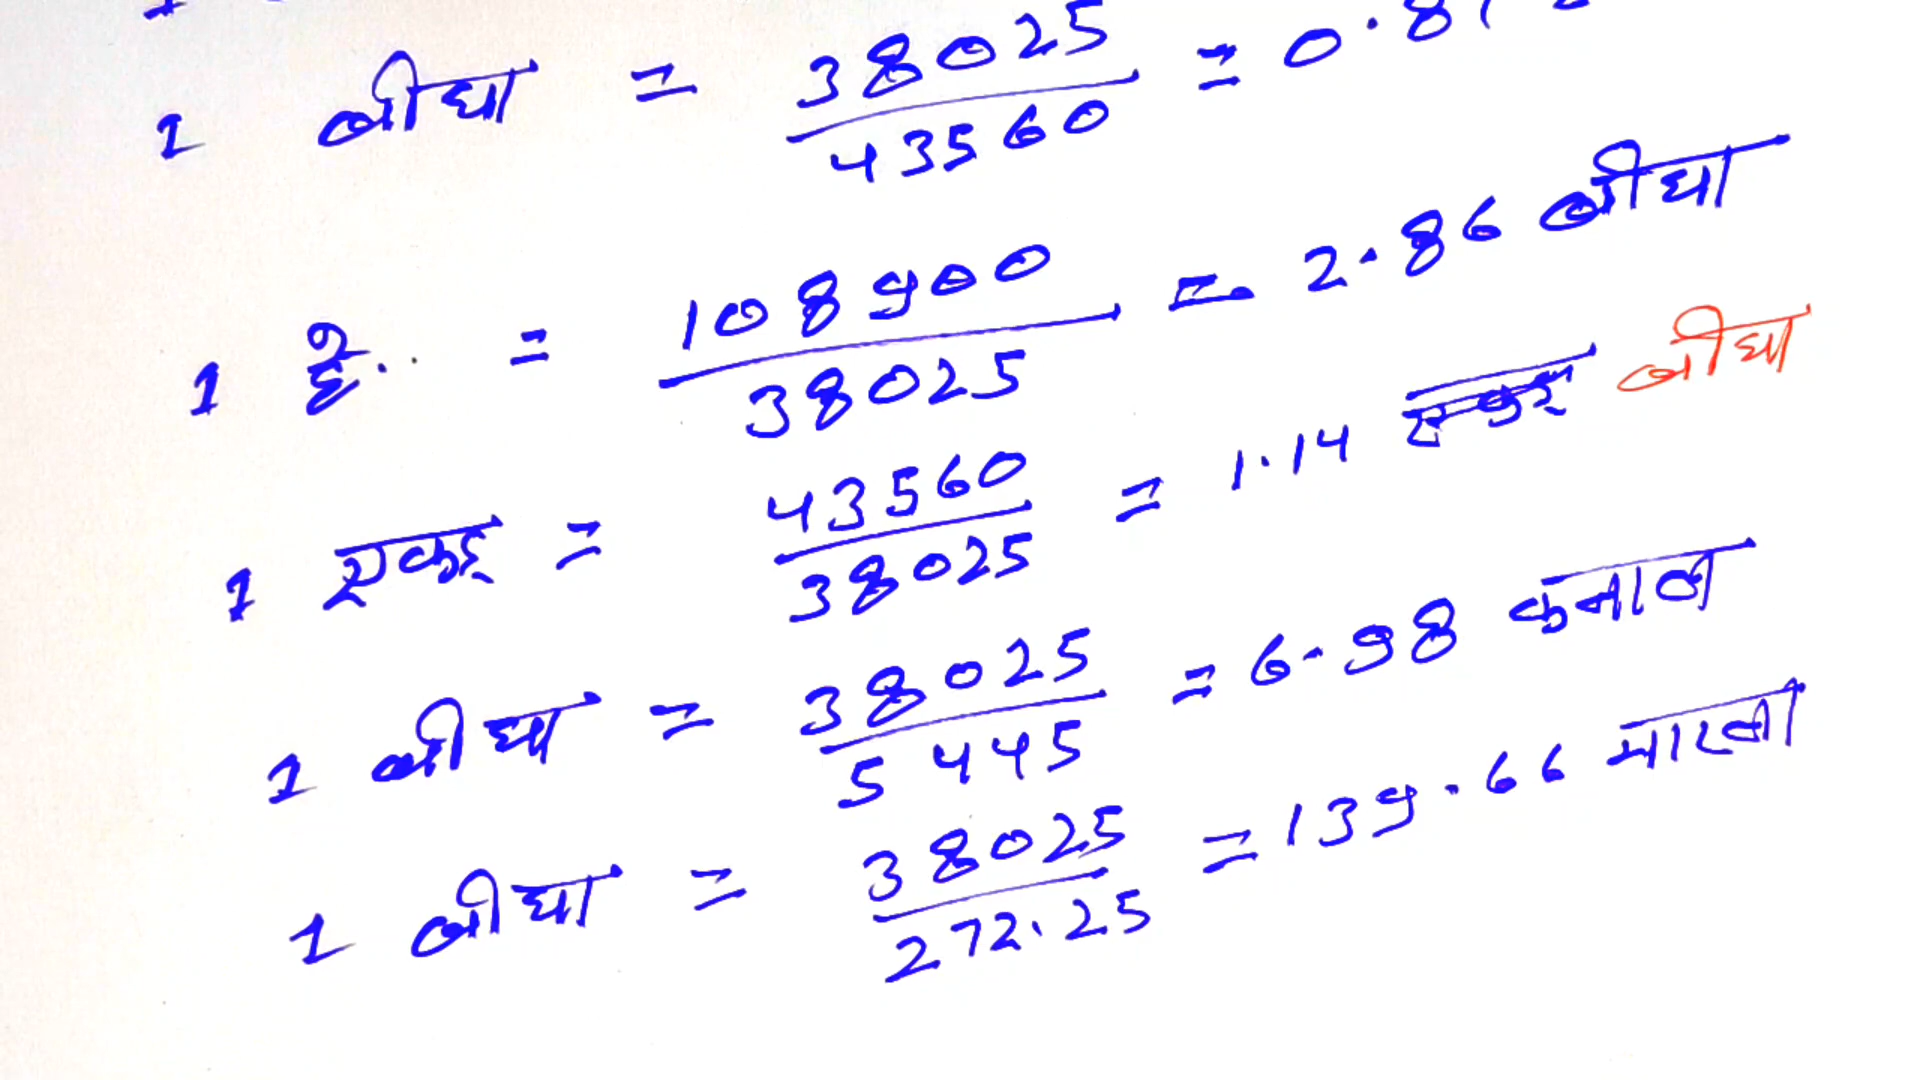 1 बीघा = 38025/43560 = 0.87
1 हे. = 108900/38025 = 2.86 बीघा
1 एकड़ = 43560/38025 = 1.14 एकड़ बीघा
1 बीघा = 38025/5445 = 6.98 कनाल
1 बीघा = 38025/272.25 = 139.66 मारला